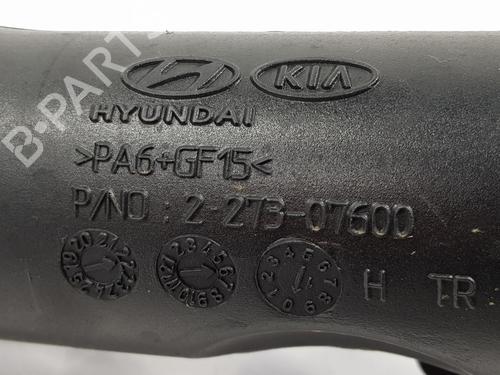 B-PARTS
KIA
HYUNDAI
>PA6+GF15<
P/NO : 2-273-07600
H TR